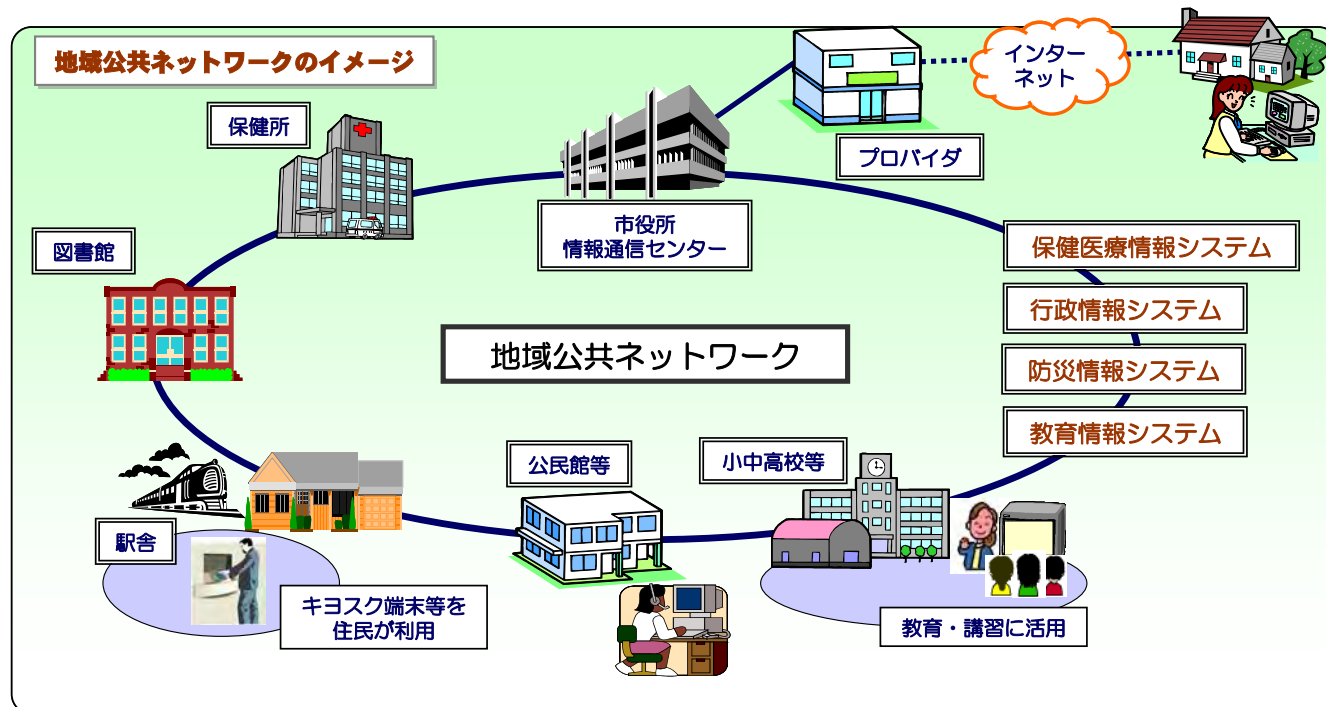 地域公共ネットワークのイメージ
インター
ネット
保健所
プロバイダ
市役所
情報通信センター
図書館
保健医療情報システム
行政情報システム
地域公共ネットワーク
防災情報システム
教育情報システム
公民館等
小中高校等
駅舎
キヨスク端末等を
住民が利用
教育・講習に活用